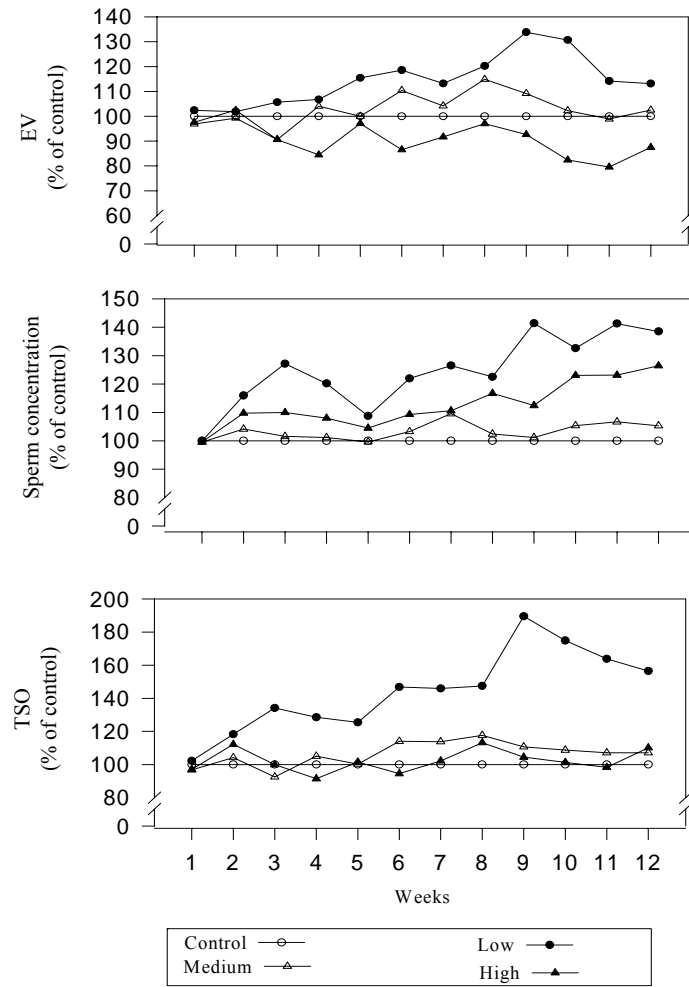 140
130
120
110
100
90
80
70
60
0
EV
(% of control)
150
140
130
120
110
100
90
80
0
Sperm concentration
(% of control)
200
180
160
140
120
100
80
0
TSO
(% of control)
1 2 3 4 5 6 7 8 9 10 11 12
Weeks
Control Low
Medium High